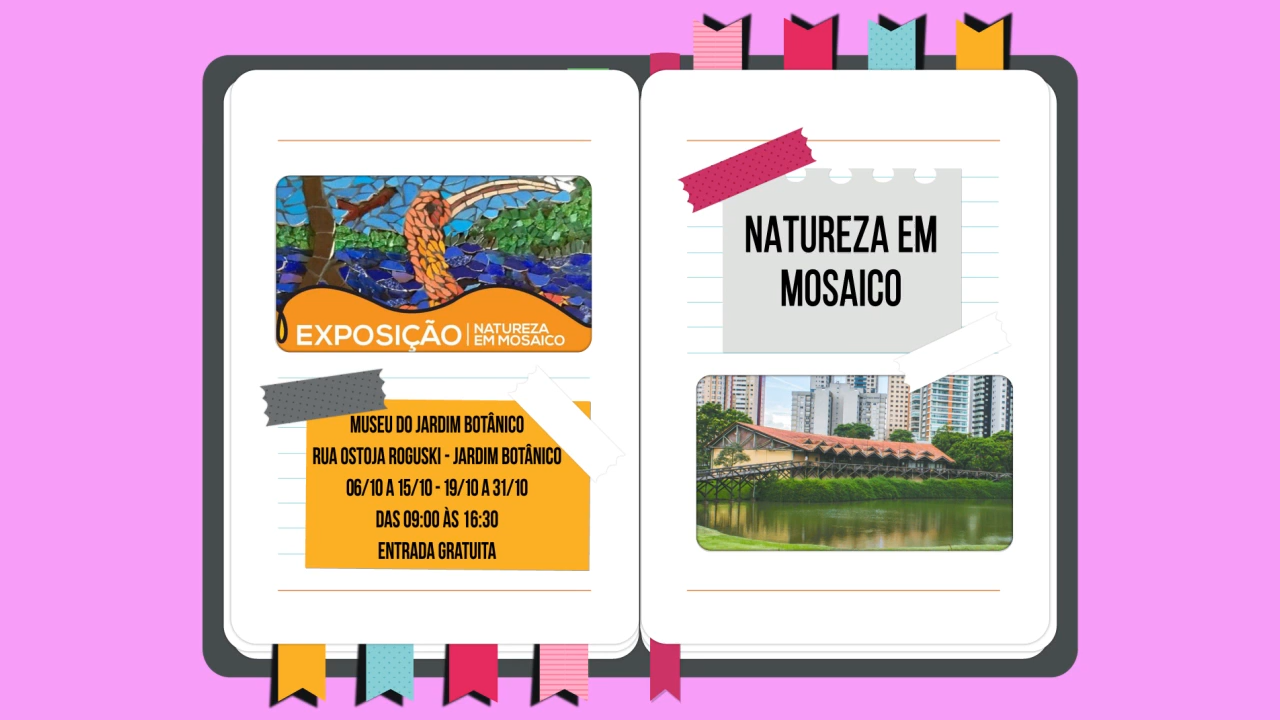 EXPOSIÇÃO
NATUREZA
EM MOSAICO
MUSEU DO JARDIM BOTÂNICO
RUA OSTOJA ROGUSKI - JARDIM BOTÂNICO
06/10 A 15/10 - 19/10 A 31/10
DAS 09:00 ÀS 16:30
ENTRADA GRATUITA
NATUREZA EM
MOSAICO